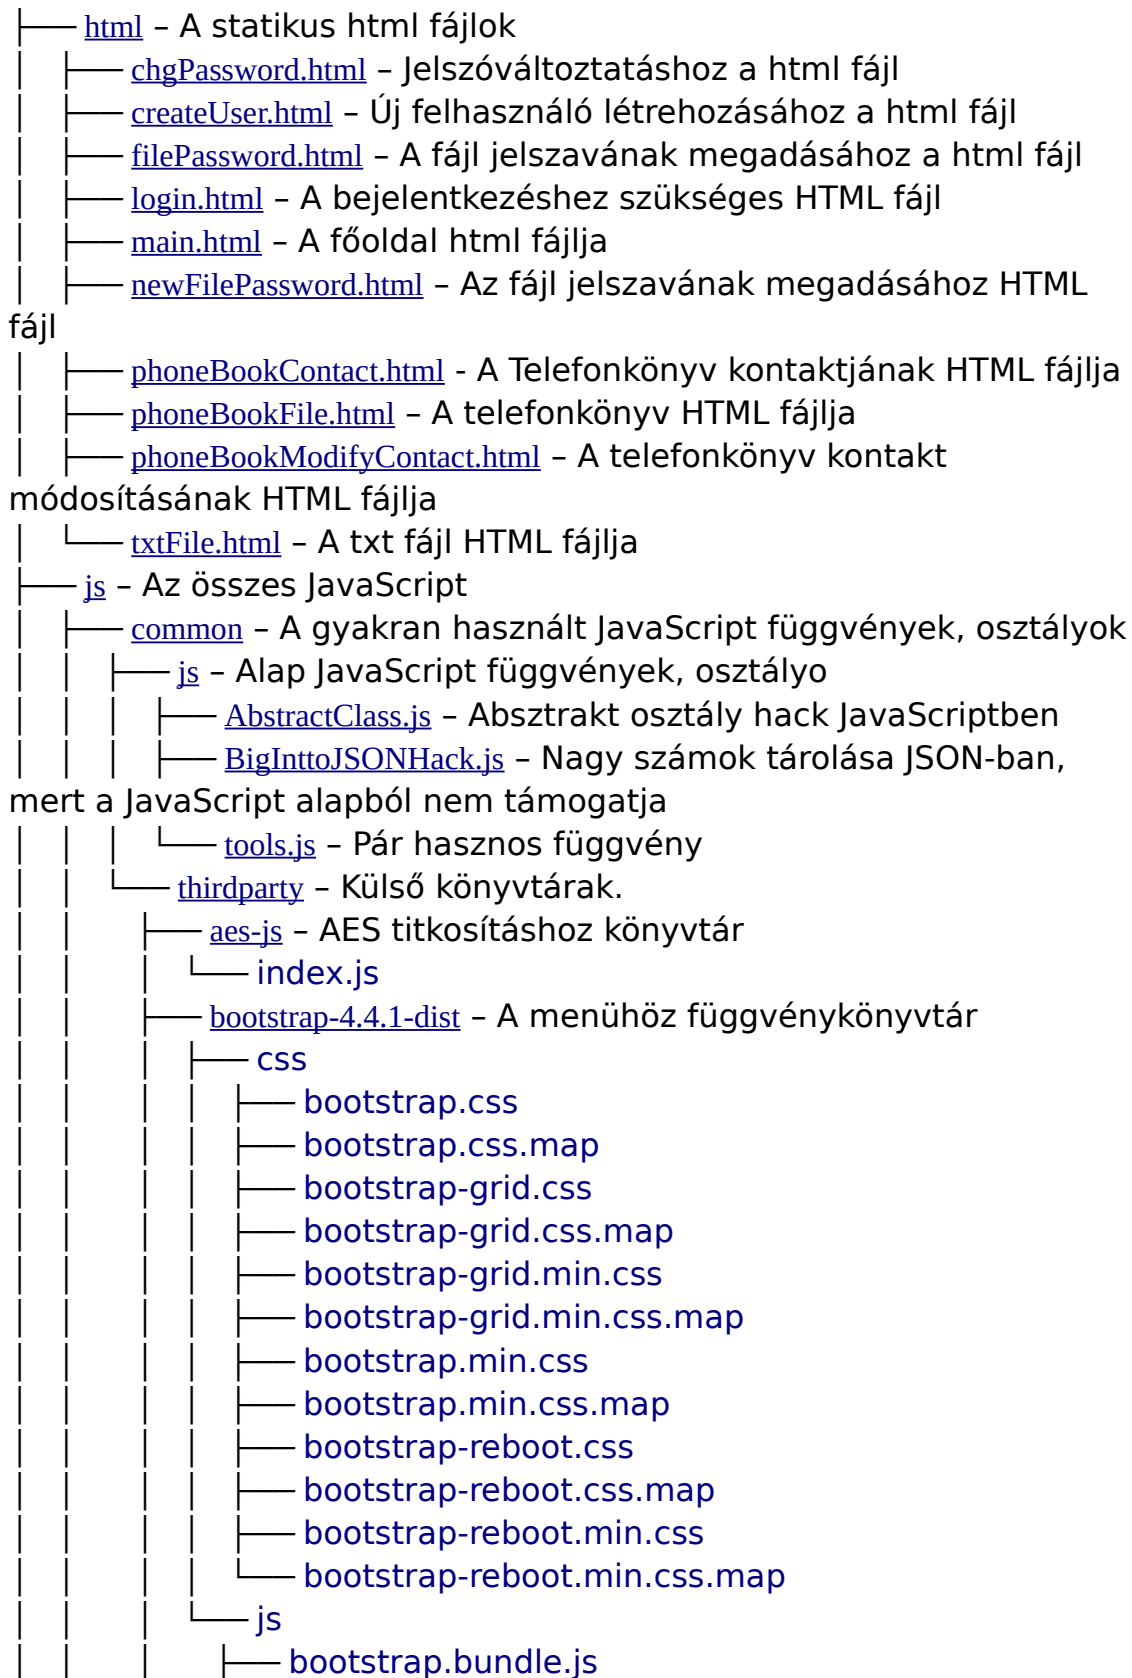 ├── html – A statikus html fájlok
│   ├── chgPassword.html – Jelszóváltoztatáshoz a html fájl
│   ├── createUser.html – Új felhasználó létrehozásához a html fájl
│   ├── filePassword.html – A fájl jelszavának megadásához a html fájl
│   ├── login.html – A bejelentkezéshez szükséges HTML fájl
│   ├── main.html – A főoldal html fájlja
│   ├── newFilePassword.html – Az fájl jelszavának megadásához HTML
fájl
│   ├── phoneBookContact.html - A Telefonkönyv kontaktjának HTML fájlja
│   ├── phoneBookFile.html – A telefonkönyv HTML fájlja
│   ├── phoneBookModifyContact.html – A telefonkönyv kontakt
módosításának HTML fájlja
│   └── txtFile.html – A txt fájl HTML fájlja
├── js – Az összes JavaScript
│   ├── common – A gyakran használt JavaScript függvények, osztályok
│   │   ├── js – Alap JavaScript függvények, osztályo
│   │   │   ├── AbstractClass.js – Absztrakt osztály hack JavaScriptben
│   │   │   ├── BigInttoJSONHack.js – Nagy számok tárolása JSON-ban,
mert a JavaScript alapból nem támogatja
│   │   │   └── tools.js – Pár hasznos függvény
│   │   └── thirdparty – Külső könyvtárak.
│   │       ├── aes-js – AES titkosításhoz könyvtár
│   │       │   └── index.js
│   │       ├── bootstrap-4.4.1-dist – A menühöz függvénykönyvtár
│   │       │   ├── css
│   │       │   │   ├── bootstrap.css
│   │       │   │   ├── bootstrap.css.map
│   │       │   │   ├── bootstrap-grid.css
│   │       │   │   ├── bootstrap-grid.css.map
│   │       │   │   ├── bootstrap-grid.min.css
│   │       │   │   ├── bootstrap-grid.min.css.map
│   │       │   │   ├── bootstrap.min.css
│   │       │   │   ├── bootstrap.min.css.map
│   │       │   │   ├── bootstrap-reboot.css
│   │       │   │   ├── bootstrap-reboot.css.map
│   │       │   │   ├── bootstrap-reboot.min.css
│   │       │   │   └── bootstrap-reboot.min.css.map
│   │       │   └── js
│   │       │       ├── bootstrap.bundle.js